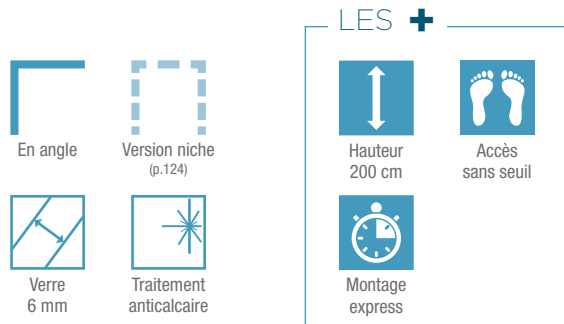 LES +
En angle
Version niche
(p.124)
Hauteur
200 cm
Accès
sans seuil
Verre
6 mm
Traitement
anticalcaire
Montage
express